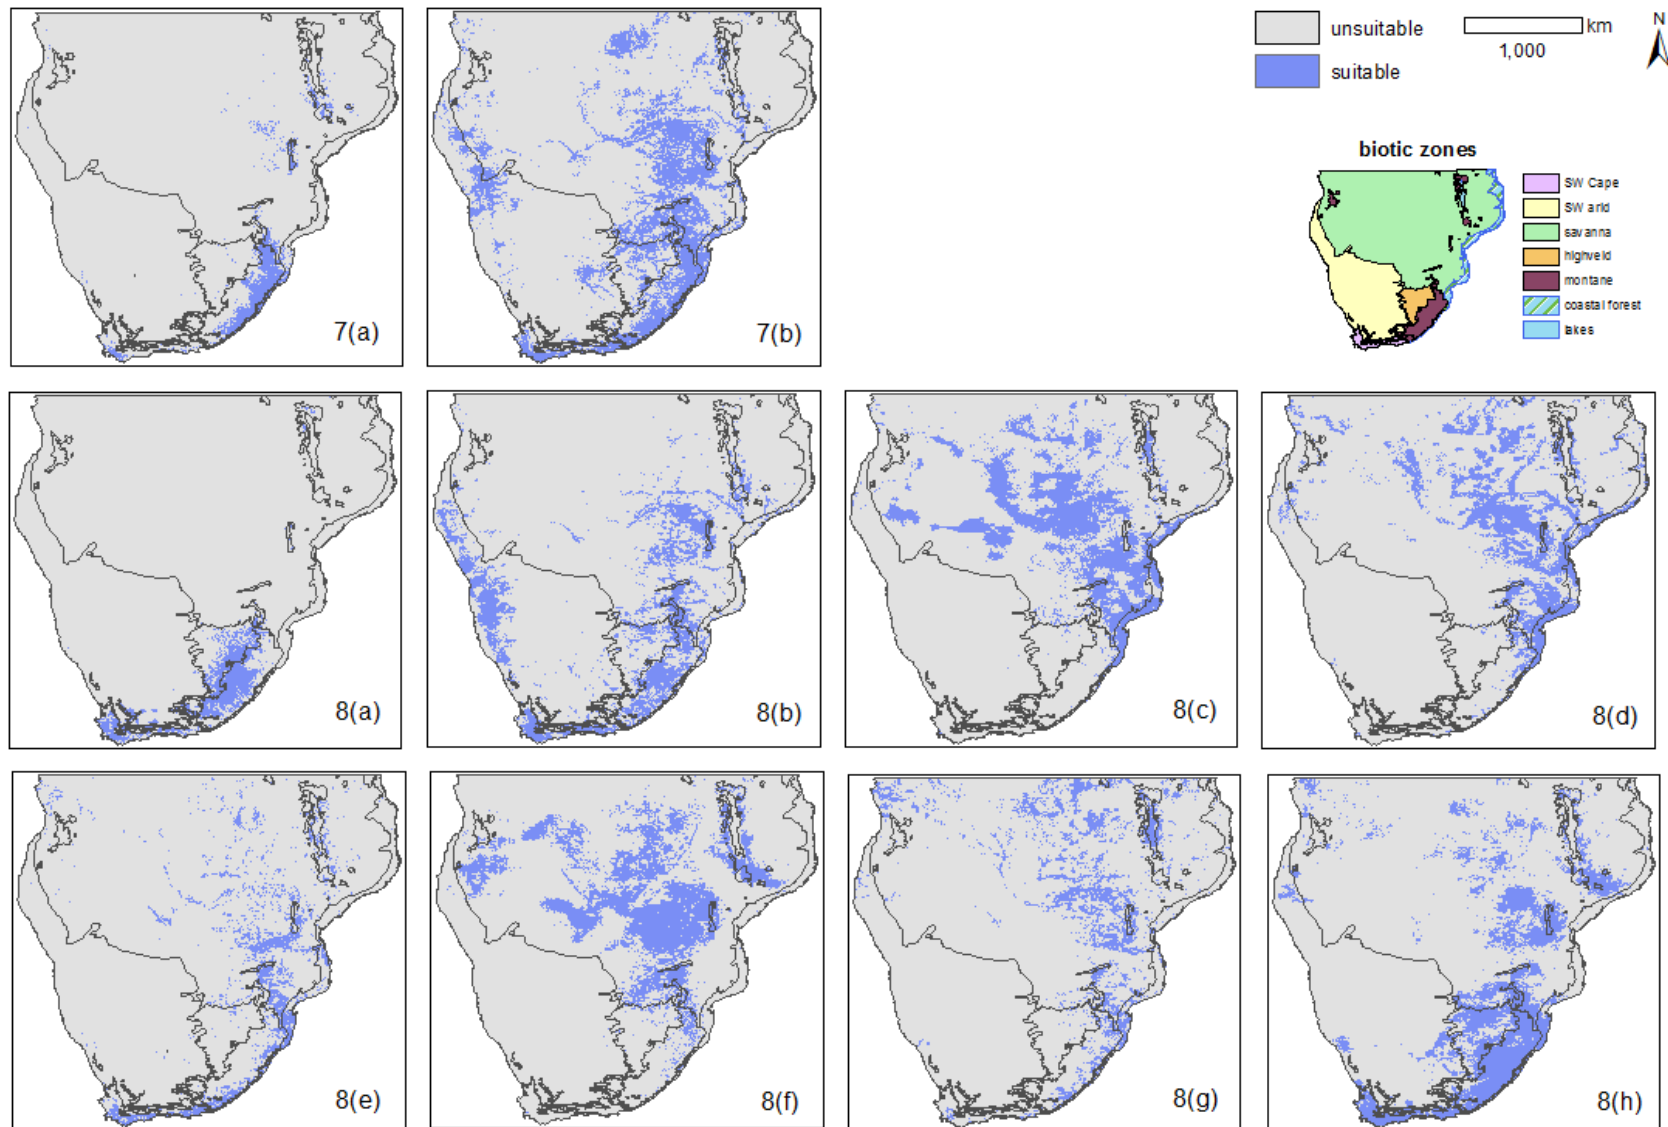 7(a)
7(b)
unsuitable
suitable
km
1,000
N
biotic zones
SW Cape
SW arid
savanna
highveld
montane
coastal forest
lakes
8(a)
8(b)
8(c)
8(d)
8(e)
8(f)
8(g)
8(h)